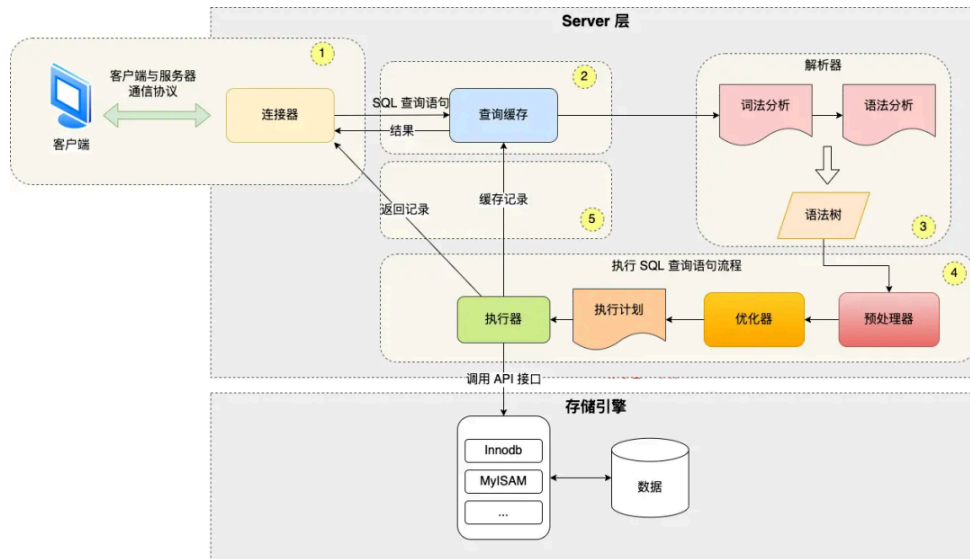 Server 层
1
客户端与服务器
通信协议
客户端
连接器
SQL 查询语句
结果
2
查询缓存
解析器
词法分析
语法分析
语法树
3
返回记录
缓存记录
5
执行 SQL 查询语句流程
4
执行器
执行计划
优化器
预处理器
调用 API 接口
存储引擎
Innodb
MyISAM
...
数据